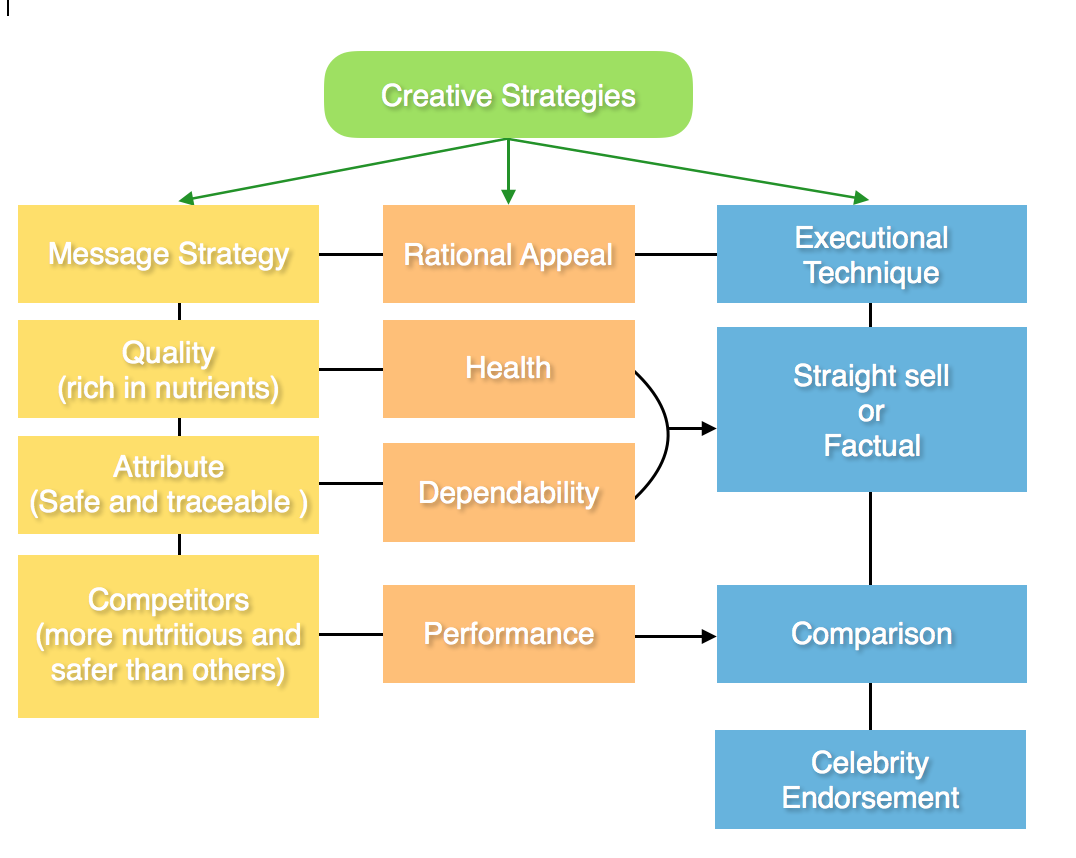 Creative Strategies
Message Strategy
Rational Appeal
Executional
Technique
Quality
(rich in nutrients)
Health
Straight sell
or
Factual
Attribute
(Safe and traceable )
Dependability
Competitors
(more nutritious and
safer than others)
Performance
Comparison
Celebrity
Endorsement